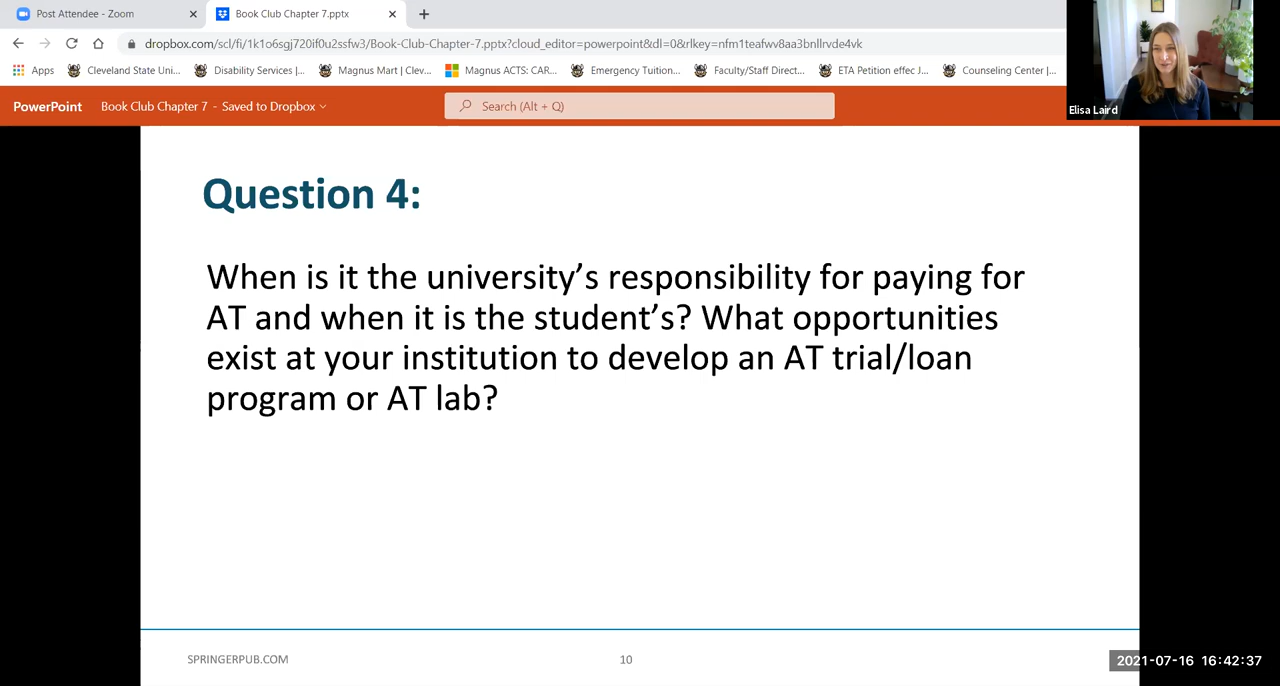 Post Attendee - Zoom
Book Club Chapter 7.pptx
dropbox.com/scl/fi/1k1o6sgj720if0u2ssfw3/Book-Club-Chapter-7.pptx?cloud_editor=powerpoint&dl=0&rlkey=nfm1teafwv8aa3bnllrvde4vk
Apps Cleveland State Uni... Disability Services |... Magnus Mart | Clev... Magnus ACTS: CAR... Emergency Tuition... Faculty/Staff Direct... ETA Petition effec J... Counseling Center |...
Elisa Laird
PowerPoint Book Club Chapter 7 - Saved to Dropbox Search (Alt + Q)
Question 4:
When is it the university’s responsibility for paying for
AT and when it is the student’s? What opportunities
exist at your institution to develop an AT trial/loan
program or AT lab?
SPRINGERPUB.COM 10
2021-07-16 16:42:37